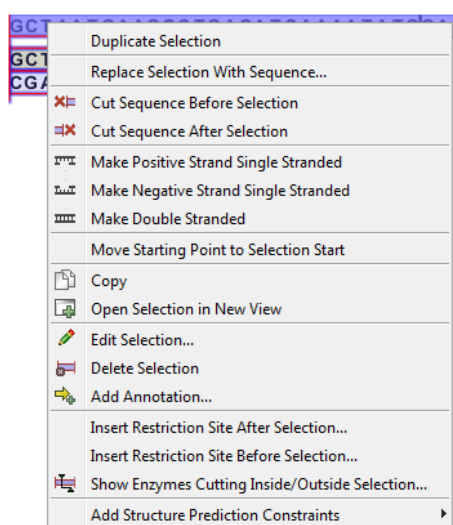 GCT
Duplicate Selection
GCT
Replace Selection With Sequence...
CGA
Cut Sequence Before Selection
Cut Sequence After Selection
Make Positive Strand Single Stranded
Make Negative Strand Single Stranded
Make Double Stranded
Move Starting Point to Selection Start
Copy
Open Selection in New View
Edit Selection...
Delete Selection
Add Annotation...
Insert Restriction Site After Selection...
Insert Restriction Site Before Selection...
Show Enzymes Cutting Inside/Outside Selection...
Add Structure Prediction Constraints